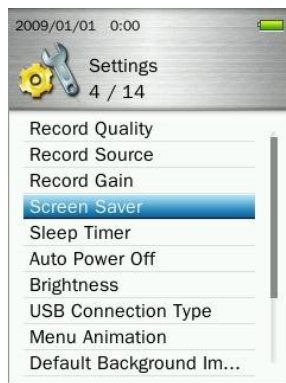 2009/01/01 0:00
Settings
4 / 14
Record Quality
Record Source
Record Gain
Screen Saver
Sleep Timer
Auto Power Off
Brightness
USB Connection Type
Menu Animation
Default Background Im...